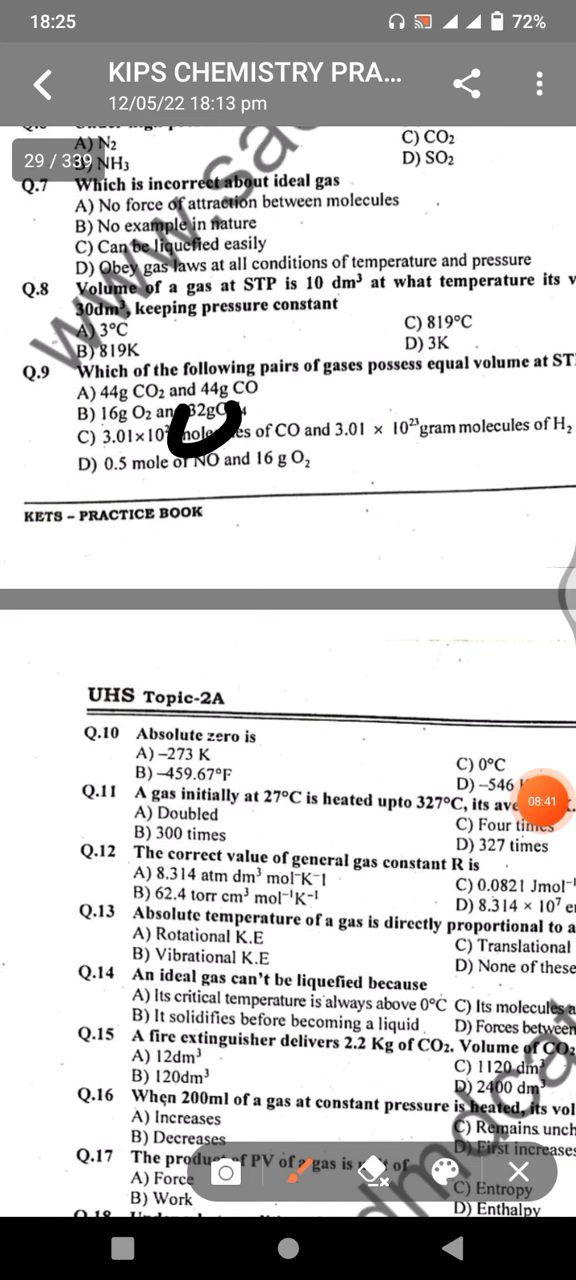 18:25
72%
KIPS CHEMISTRY PRA...
12/05/22 18:13 pm
A) N₂ C) CO₂
29 / 339
NH₃ D) SO₂
Q.7 Which is incorrect about ideal gas
A) No force of attraction between molecules
B) No example in nature
C) Can be liquefied easily
D) Obey gas laws at all conditions of temperature and pressure
Q.8 Volume of a gas at STP is 10 dm³ at what temperature its v
30dm³, keeping pressure constant
A) 3°C C) 819°C
B) 819K D) 3K
Q.9 Which of the following pairs of gases possess equal volume at ST
A) 44g CO₂ and 44g CO
B) 16g O₂ an
C) 3.01×10 es of CO and 3.01 × 10²³gram molecules of H₂
D) 0.5 mole of NO and 16 g O₂
KETS – PRACTICE BOOK
UHS Topic-2A
Q.10 Absolute zero is
A) –273 K C) 0°C
B) –459.67°F D) –546
Q.11 A gas initially at 27°C is heated upto 327°C, its ave
08:41
A) Doubled C) Four times
B) 300 times D) 327 times
Q.12 The correct value of general gas constant R is
A) 8.314 atm dm³ mol⁻K⁻1 C) 0.0821 Jmol⁻¹
B) 62.4 torr cm³ mol⁻¹K⁻¹ D) 8.314 × 10⁷ e
Q.13 Absolute temperature of a gas is directly proportional to a
A) Rotational K.E C) Translational
B) Vibrational K.E D) None of these
Q.14 An ideal gas can't be liquefied because
A) Its critical temperature is always above 0°C C) Its molecules a
B) It solidifies before becoming a liquid D) Forces between
Q.15 A fire extinguisher delivers 2.2 Kg of CO₂. Volume of CO₂
A) 12dm³ C) 1120 dm³
B) 120dm³ D) 2400 dm³
Q.16 When 200ml of a gas at constant pressure is heated, its vol
A) Increases C) Remains unch
B) Decreases D) First increases
Q.17 The product of PV of a gas is unit of
A) Force C) Entropy
B) Work D) Enthalpy